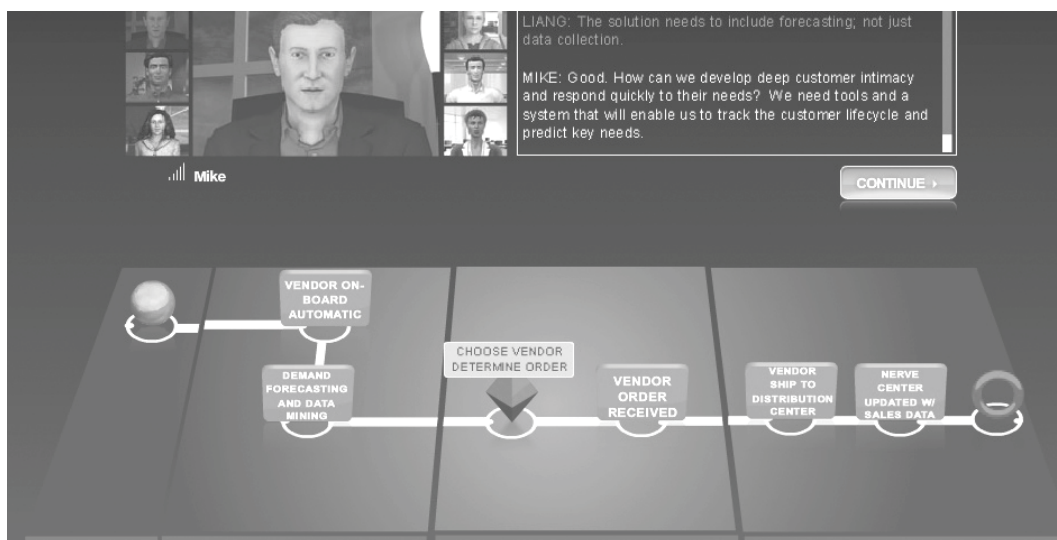 LIANG: The solution needs to include forecasting; not just
data collection.
MIKE: Good. How can we develop deep customer intimacy
and respond quickly to their needs? We need tools and a
system that will enable us to track the customer lifecycle and
predict key needs.
Mike
CONTINUE
VENDOR ON-
BOARD
AUTOMATIC
DEMAND
FORECASTING
AND DATA
MINING
CHOOSE VENDOR
DETERMINE ORDER
VENDOR
ORDER
RECEIVED
VENDOR
SHIP TO
DISTRIBUTION
CENTER
NERVE
CENTER
UPDATED W/
SALES DATA